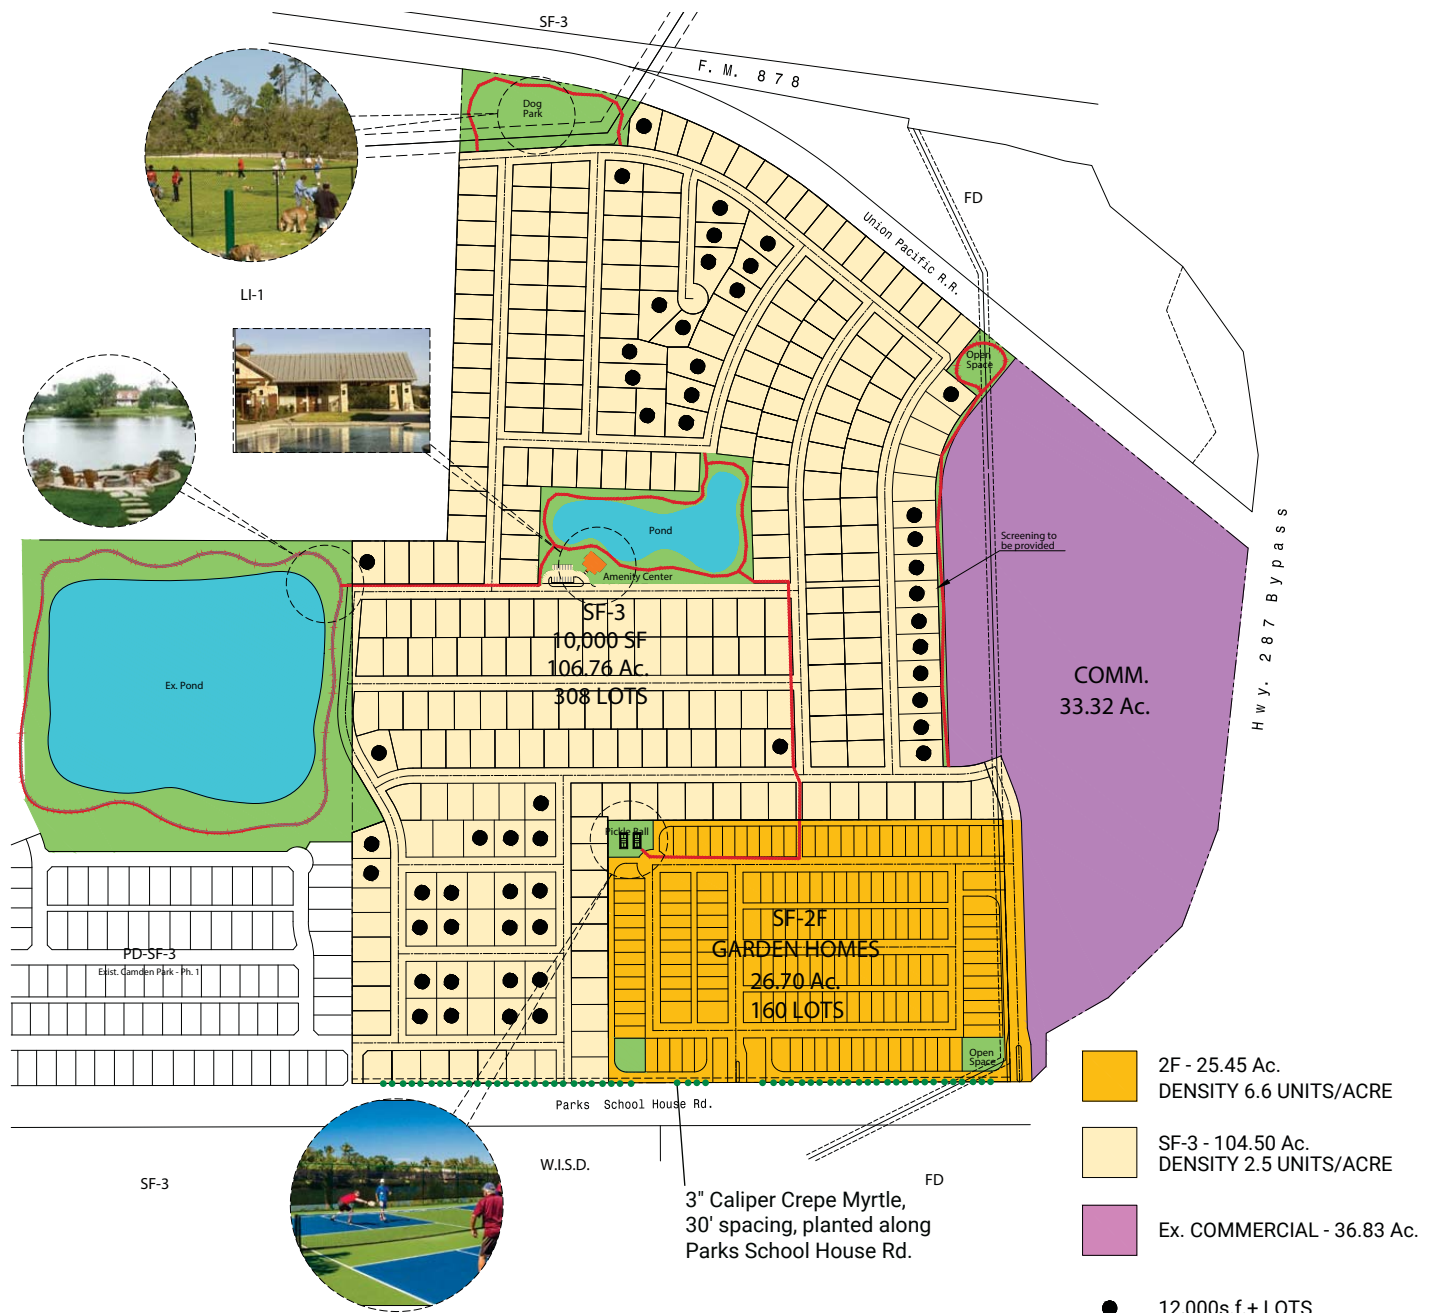 SF-3
F. M. 878
Dog
Park
FD
Union Pacific R.R.
LI-1
Open
Space
Pond
Screening to
be provided
Amenity Center
Hwy. 287 Bypass
SF-3
10,000 SF
106.76 Ac.
308 LOTS
Ex. Pond
COMM.
33.32 Ac.
Pickle Ball
SF-2F
GARDEN HOMES
26.70 Ac.
160 LOTS
PD-SF-3
Exist. Camden Park - Ph. 1
Open
Space
2F - 25.45 Ac.
DENSITY 6.6 UNITS/ACRE
Parks School House Rd.
SF-3 - 104.50 Ac.
DENSITY 2.5 UNITS/ACRE
W.I.S.D.
SF-3
FD
3" Caliper Crepe Myrtle,
30' spacing, planted along
Parks School House Rd.
Ex. COMMERCIAL - 36.83 Ac.
12,000s.f.+ LOTS